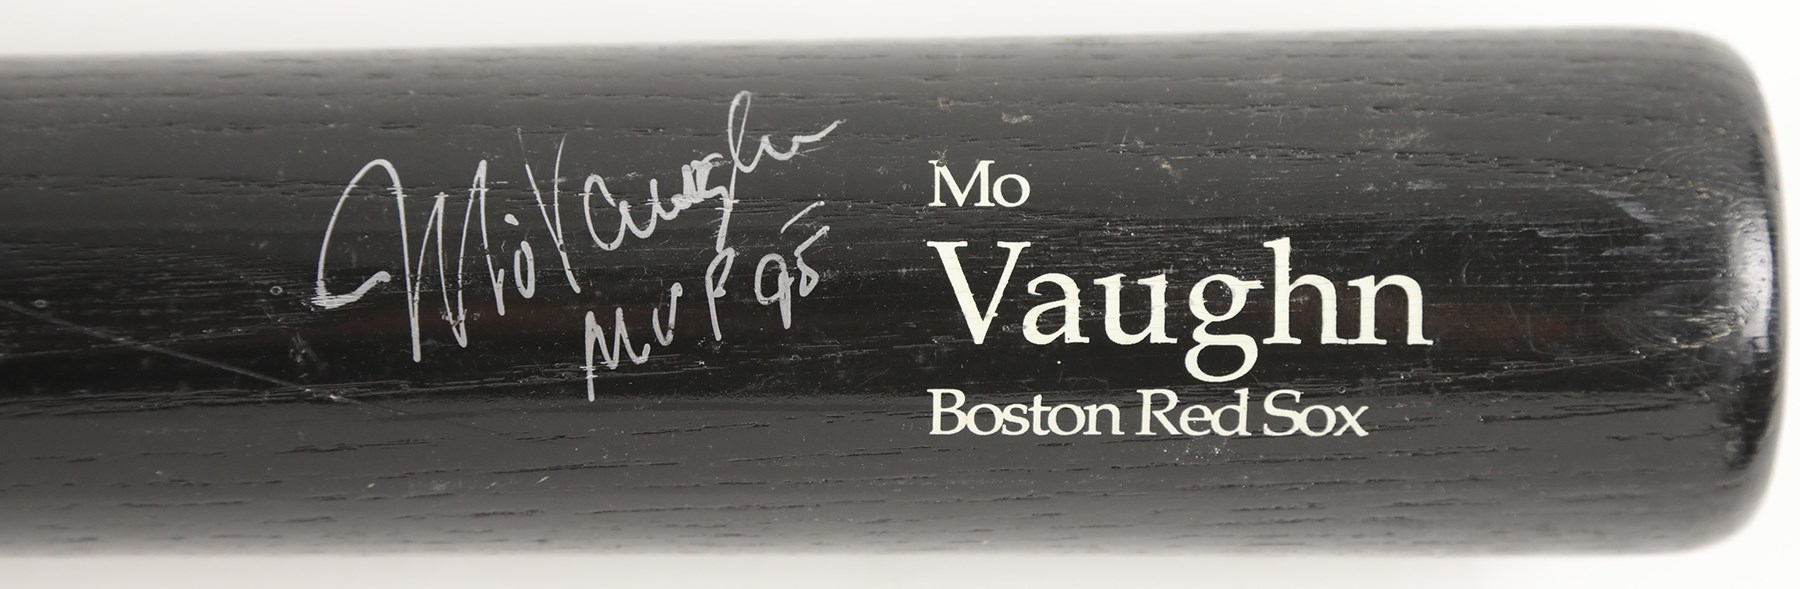 Mo Vaughn
MVP 95
Mo
Vaughn
Boston Red Sox